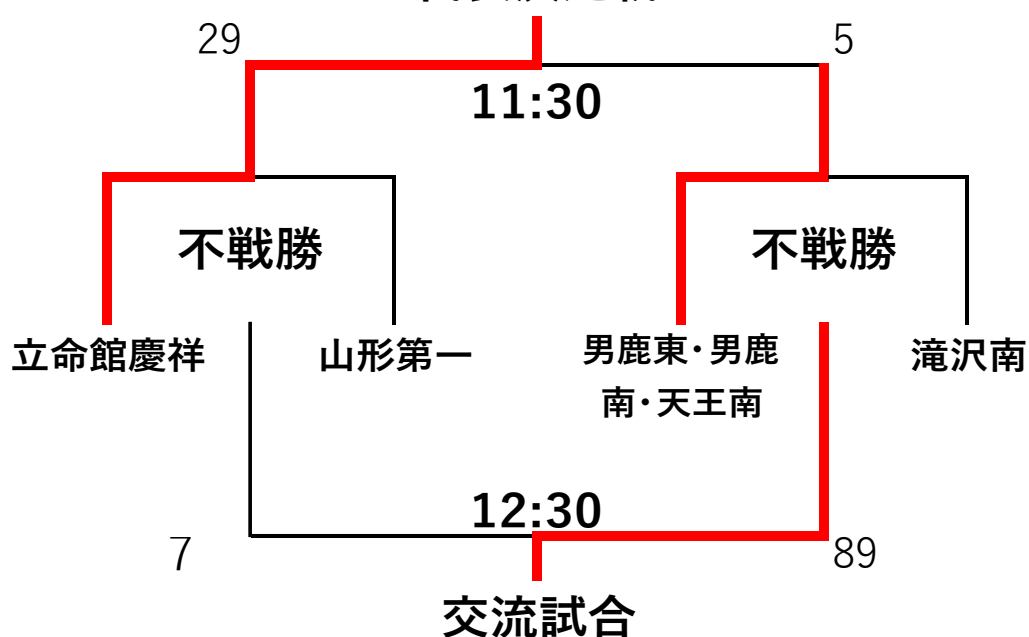 29
5
11:30
不戦勝
不戦勝
立命館慶祥
山形第一
男鹿東・男鹿
南・天王南
滝沢南
12:30
7
89
交流試合